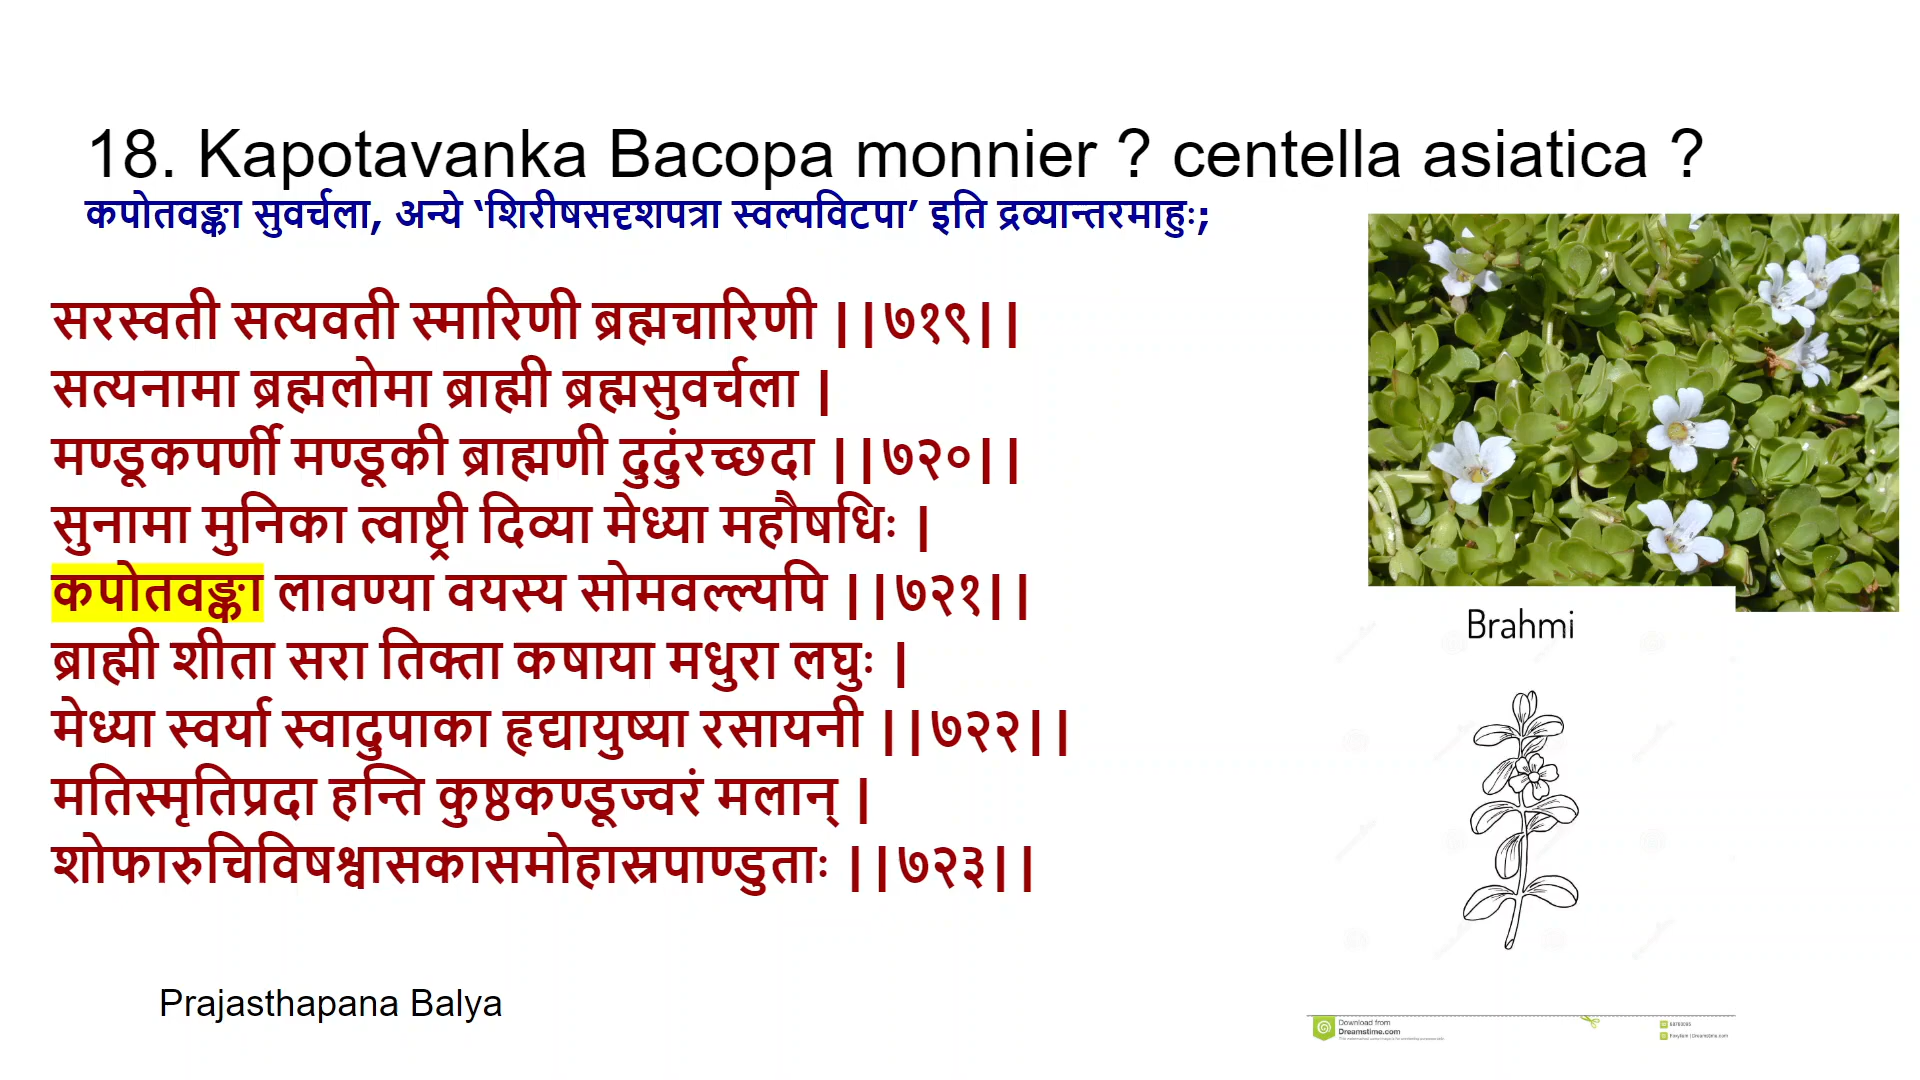 18. Kapotavanka Bacopa monnier ? centella asiatica ?
कपोतवङ्का सुवर्चला, अन्ये ‘शिरीषसदृशपत्रा स्वल्पविटपा’ इति द्रव्यान्तरमाहुः;
सरस्वती सत्यवती स्मारिणी ब्रह्मचारिणी ||७१९||
सत्यनामा ब्रह्मलोमा ब्राह्मी ब्रह्मसुवर्चला |
मण्डूकपर्णी मण्डूकी ब्राह्मणी दुदुंरच्छदा ||७२०||
सुनामा मुनिका त्वाष्ट्री दिव्या मेध्या महौषधिः |
कपोतवङ्का लावण्या वयस्य सोमवल्ल्यपि ||७२१||
ब्राह्मी शीता सरा तिक्ता कषाया मधुरा लघुः |
मेध्या स्वर्या स्वादुपाका हृद्यायुष्या रसायनी ||७२२||
मतिस्मृतिप्रदा हन्ति कुष्ठकण्डूज्वरं मलान् |
शोफारुचिविषश्वासकासमोहास्रपाण्डुताः ||७२३||
Brahmi
Prajasthapana Balya
Download from
Dreamstime.com